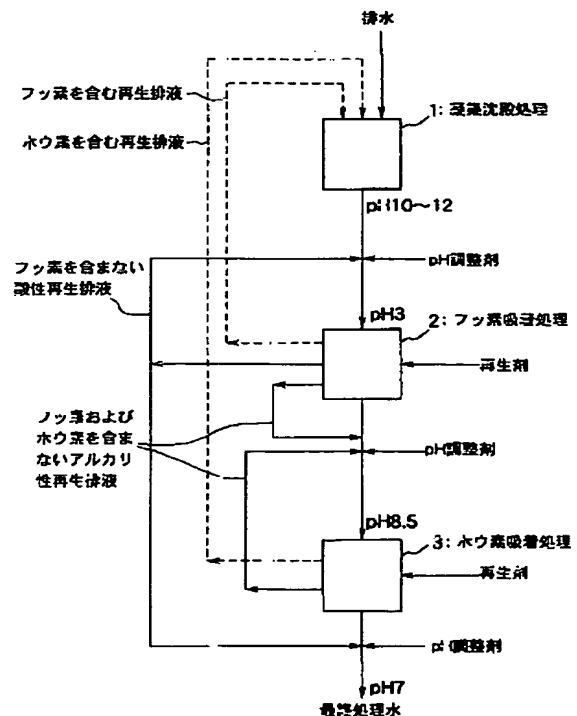 排水
フッ素を含む再生排液
ホウ素を含む再生排液
1: 凝集沈殿処理
pH10～12
フッ素を含まない
酸性再生排液
pH調整剤
pH3
2: フッ素吸着処理
再生剤
フッ素および
ホウ素を含ま
ないアルカリ
性再生排液
pH調整剤
pH8.5
3: ホウ素吸着処理
再生剤
pH調整剤
pH7
最終処理水